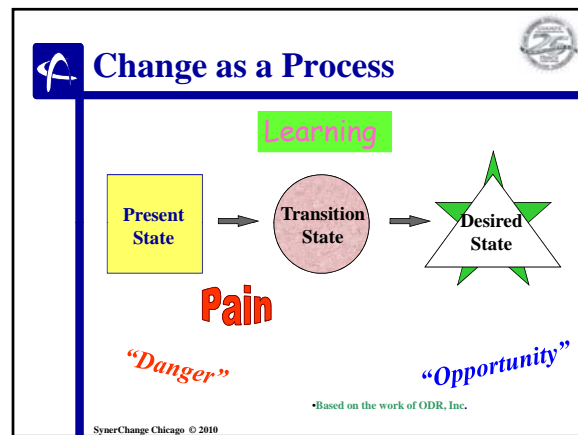 Change as a Process
Learning
Present
State
Transition
State
Desired
State
Pain
“Danger”
“Opportunity”
•Based on the work of ODR, Inc.
SynerChange Chicago © 2010